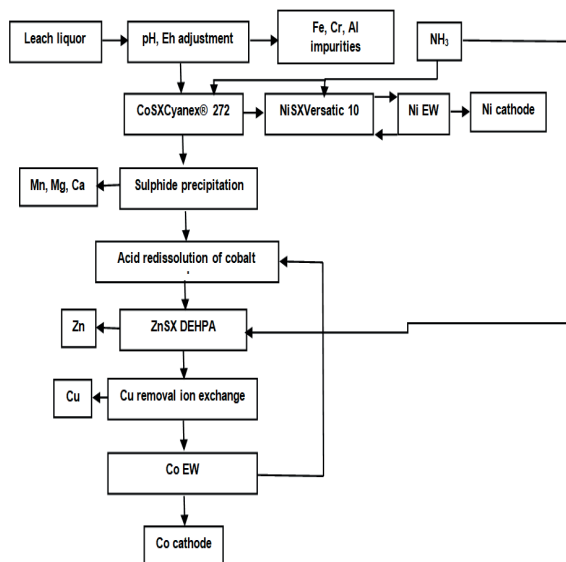 Leach liquor
pH, Eh adjustment
Fe, Cr, Al
impurities
NH3
CoSXCyanex® 272
NiSXVersatic 10
Ni EW
Ni cathode
Mn, Mg, Ca
Sulphide precipitation
Acid redissolution of cobalt
.
Zn
ZnSX DEHPA
Cu
Cu removal ion exchange
Co EW
Co cathode